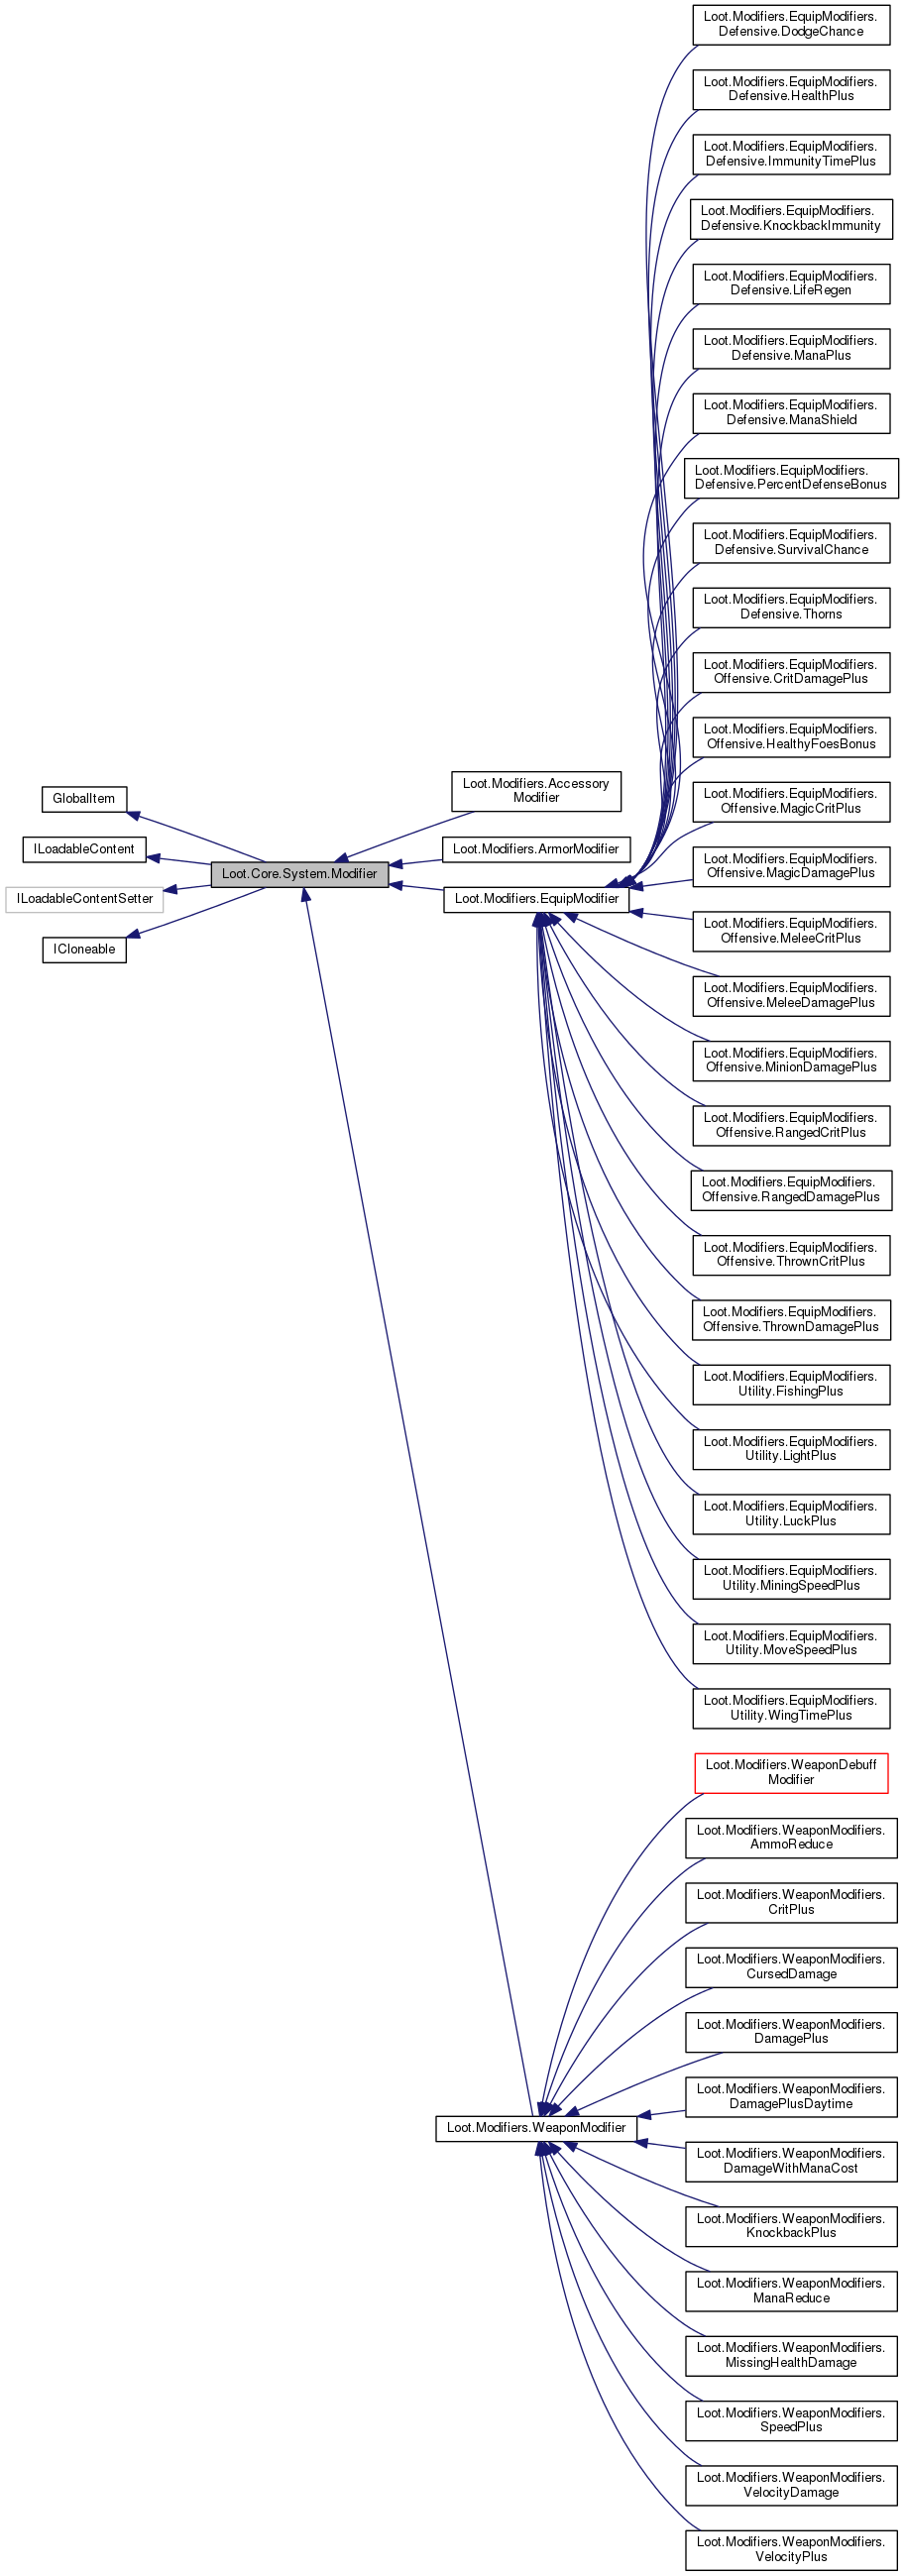 GlobalItem
ILoadableContent
ILoadableContentSetter
ICloneable
Loot.Core.System.Modifier
Loot.Modifiers.Accessory
Modifier
Loot.Modifiers.ArmorModifier
Loot.Modifiers.EquipModifier
Loot.Modifiers.WeaponModifier
Loot.Modifiers.EquipModifiers.
Defensive.DodgeChance
Loot.Modifiers.EquipModifiers.
Defensive.HealthPlus
Loot.Modifiers.EquipModifiers.
Defensive.ImmunityTimePlus
Loot.Modifiers.EquipModifiers.
Defensive.KnockbackImmunity
Loot.Modifiers.EquipModifiers.
Defensive.LifeRegen
Loot.Modifiers.EquipModifiers.
Defensive.ManaPlus
Loot.Modifiers.EquipModifiers.
Defensive.ManaShield
Loot.Modifiers.EquipModifiers.
Defensive.PercentDefenseBonus
Loot.Modifiers.EquipModifiers.
Defensive.SurvivalChance
Loot.Modifiers.EquipModifiers.
Defensive.Thorns
Loot.Modifiers.EquipModifiers.
Offensive.CritDamagePlus
Loot.Modifiers.EquipModifiers.
Offensive.HealthyFoesBonus
Loot.Modifiers.EquipModifiers.
Offensive.MagicCritPlus
Loot.Modifiers.EquipModifiers.
Offensive.MagicDamagePlus
Loot.Modifiers.EquipModifiers.
Offensive.MeleeCritPlus
Loot.Modifiers.EquipModifiers.
Offensive.MeleeDamagePlus
Loot.Modifiers.EquipModifiers.
Offensive.MinionDamagePlus
Loot.Modifiers.EquipModifiers.
Offensive.RangedCritPlus
Loot.Modifiers.EquipModifiers.
Offensive.RangedDamagePlus
Loot.Modifiers.EquipModifiers.
Offensive.ThrownCritPlus
Loot.Modifiers.EquipModifiers.
Offensive.ThrownDamagePlus
Loot.Modifiers.EquipModifiers.
Utility.FishingPlus
Loot.Modifiers.EquipModifiers.
Utility.LightPlus
Loot.Modifiers.EquipModifiers.
Utility.LuckPlus
Loot.Modifiers.EquipModifiers.
Utility.MiningSpeedPlus
Loot.Modifiers.EquipModifiers.
Utility.MoveSpeedPlus
Loot.Modifiers.EquipModifiers.
Utility.WingTimePlus
Loot.Modifiers.WeaponDebuff
Modifier
Loot.Modifiers.WeaponModifiers.
AmmoReduce
Loot.Modifiers.WeaponModifiers.
CritPlus
Loot.Modifiers.WeaponModifiers.
CursedDamage
Loot.Modifiers.WeaponModifiers.
DamagePlus
Loot.Modifiers.WeaponModifiers.
DamagePlusDaytime
Loot.Modifiers.WeaponModifiers.
DamageWithManaCost
Loot.Modifiers.WeaponModifiers.
KnockbackPlus
Loot.Modifiers.WeaponModifiers.
ManaReduce
Loot.Modifiers.WeaponModifiers.
MissingHealthDamage
Loot.Modifiers.WeaponModifiers.
SpeedPlus
Loot.Modifiers.WeaponModifiers.
VelocityDamage
Loot.Modifiers.WeaponModifiers.
VelocityPlus